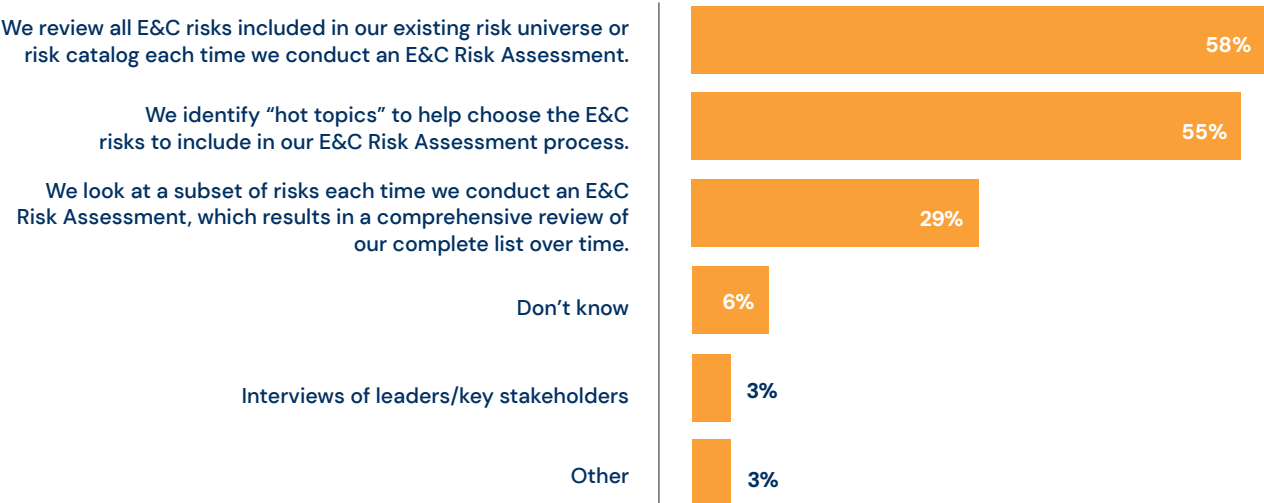 We review all E&C risks included in our existing risk universe or
risk catalog each time we conduct an E&C Risk Assessment.
58%
We identify “hot topics” to help choose the E&C
risks to include in our E&C Risk Assessment process.
55%
We look at a subset of risks each time we conduct an E&C
Risk Assessment, which results in a comprehensive review of
our complete list over time.
29%
Don’t know
6%
Interviews of leaders/key stakeholders
3%
Other
3%